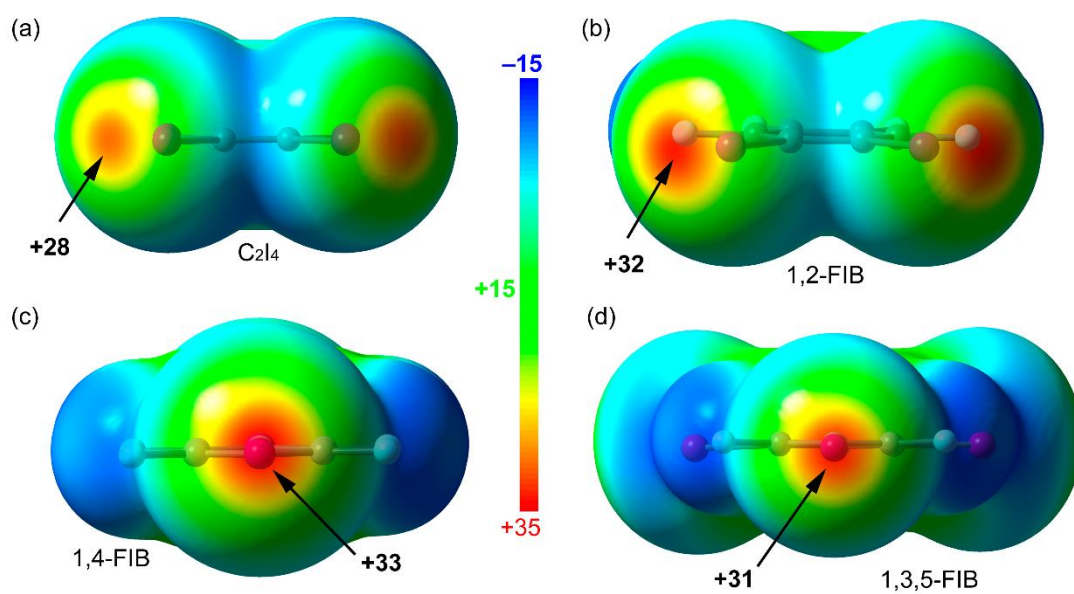 (a)
(b)
–15
+28
C₂I₄
+32
1,2-FIB
+15
(c)
(d)
1,4-FIB
+33
+35
+31
1,3,5-FIB